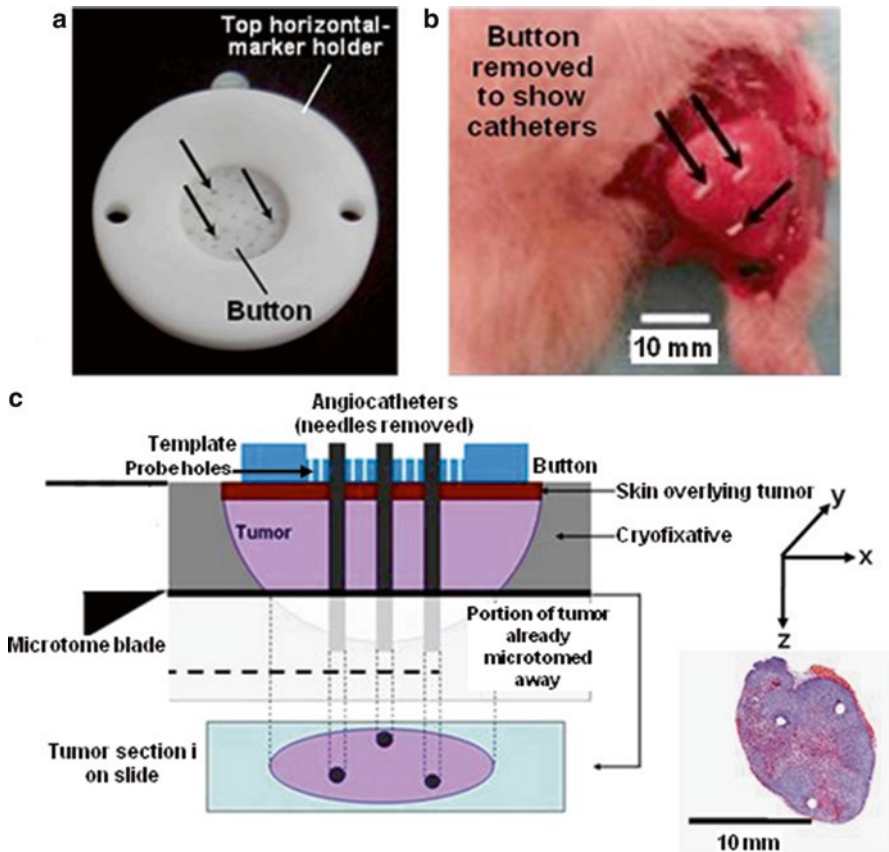 a
Top horizontal-
marker holder
Button
b
Button
removed
to show
catheters
10 mm
c
Angiocatheters
(needles removed)
Template
Probe holes
Button
Skin overlying tumor
Tumor
Cryofixative
y
x
z
Microtome blade
Portion of tumor
already
microtomed
away
Tumor section i
on slide
10 mm